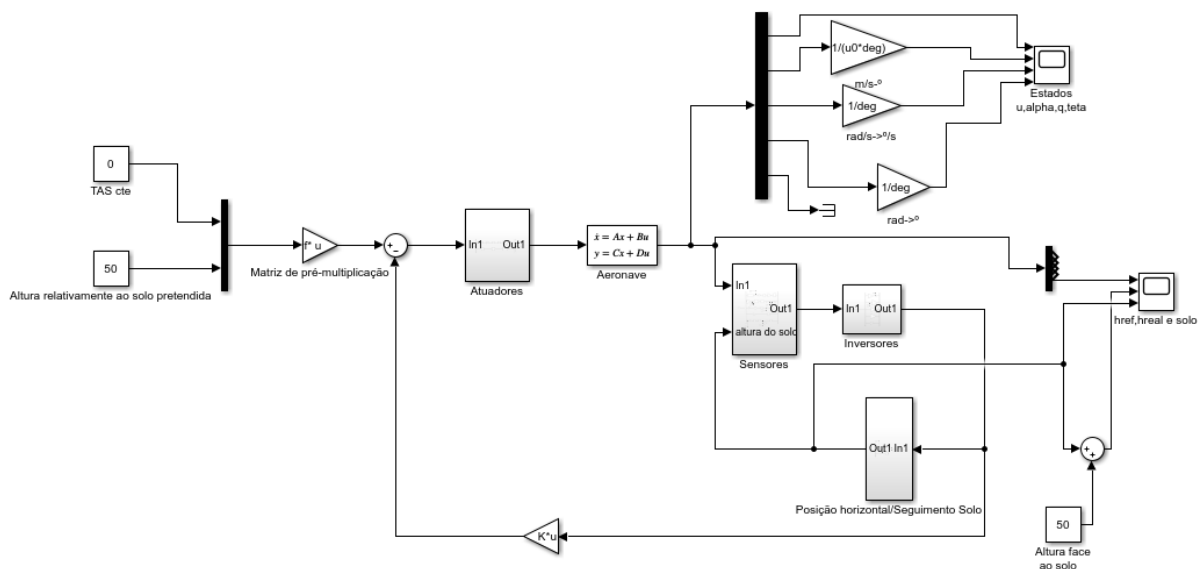 1/(u0*deg)
m/s-º
1/deg
rad/s->º/s
1/deg
rad->º
Estados
u,alpha,q,teta
0
TAS cte
50
Altura relativamente ao solo pretendida
f* u
Matriz de pré-multiplicação
In1
Out1
Atuadores
ẋ = Ax + Bu
y = Cx + Du
Aeronave
In1
Out1
altura do solo
Sensores
In1
Out1
Inversores
href,hreal e solo
Out1
In1
Posição horizontal/Seguimento Solo
50
Altura face
ao solo
K*u